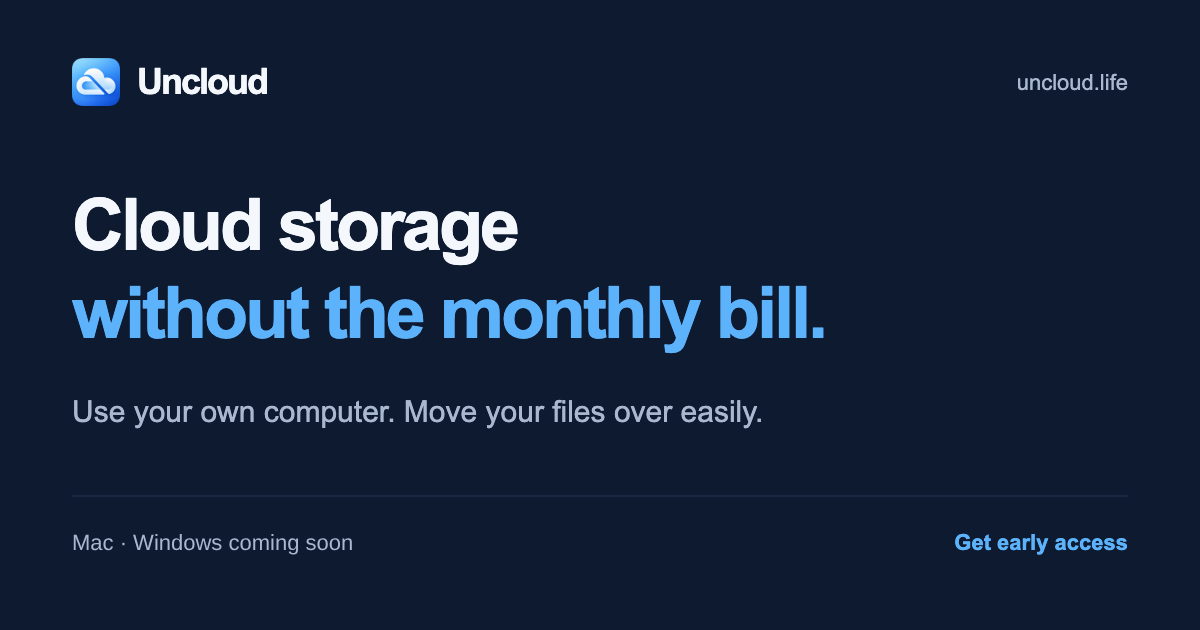 Uncloud
uncloud.life
Cloud storage
without the monthly bill.
Use your own computer. Move your files over easily.
Mac · Windows coming soon
Get early access